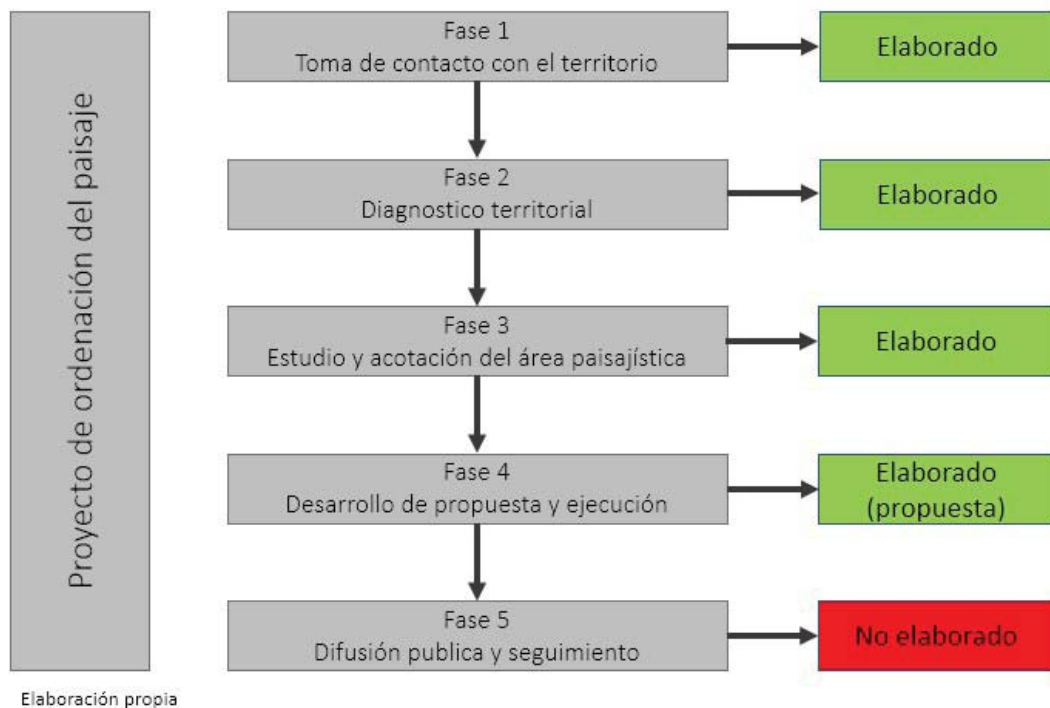 Proyecto de ordenación del paisaje
Fase 1
Toma de contacto con el territorio
Elaborado
Fase 2
Diagnostico territorial
Elaborado
Fase 3
Estudio y acotación del área paisajística
Elaborado
Fase 4
Desarrollo de propuesta y ejecución
Elaborado
(propuesta)
Fase 5
Difusión publica y seguimiento
No elaborado
Elaboración propia